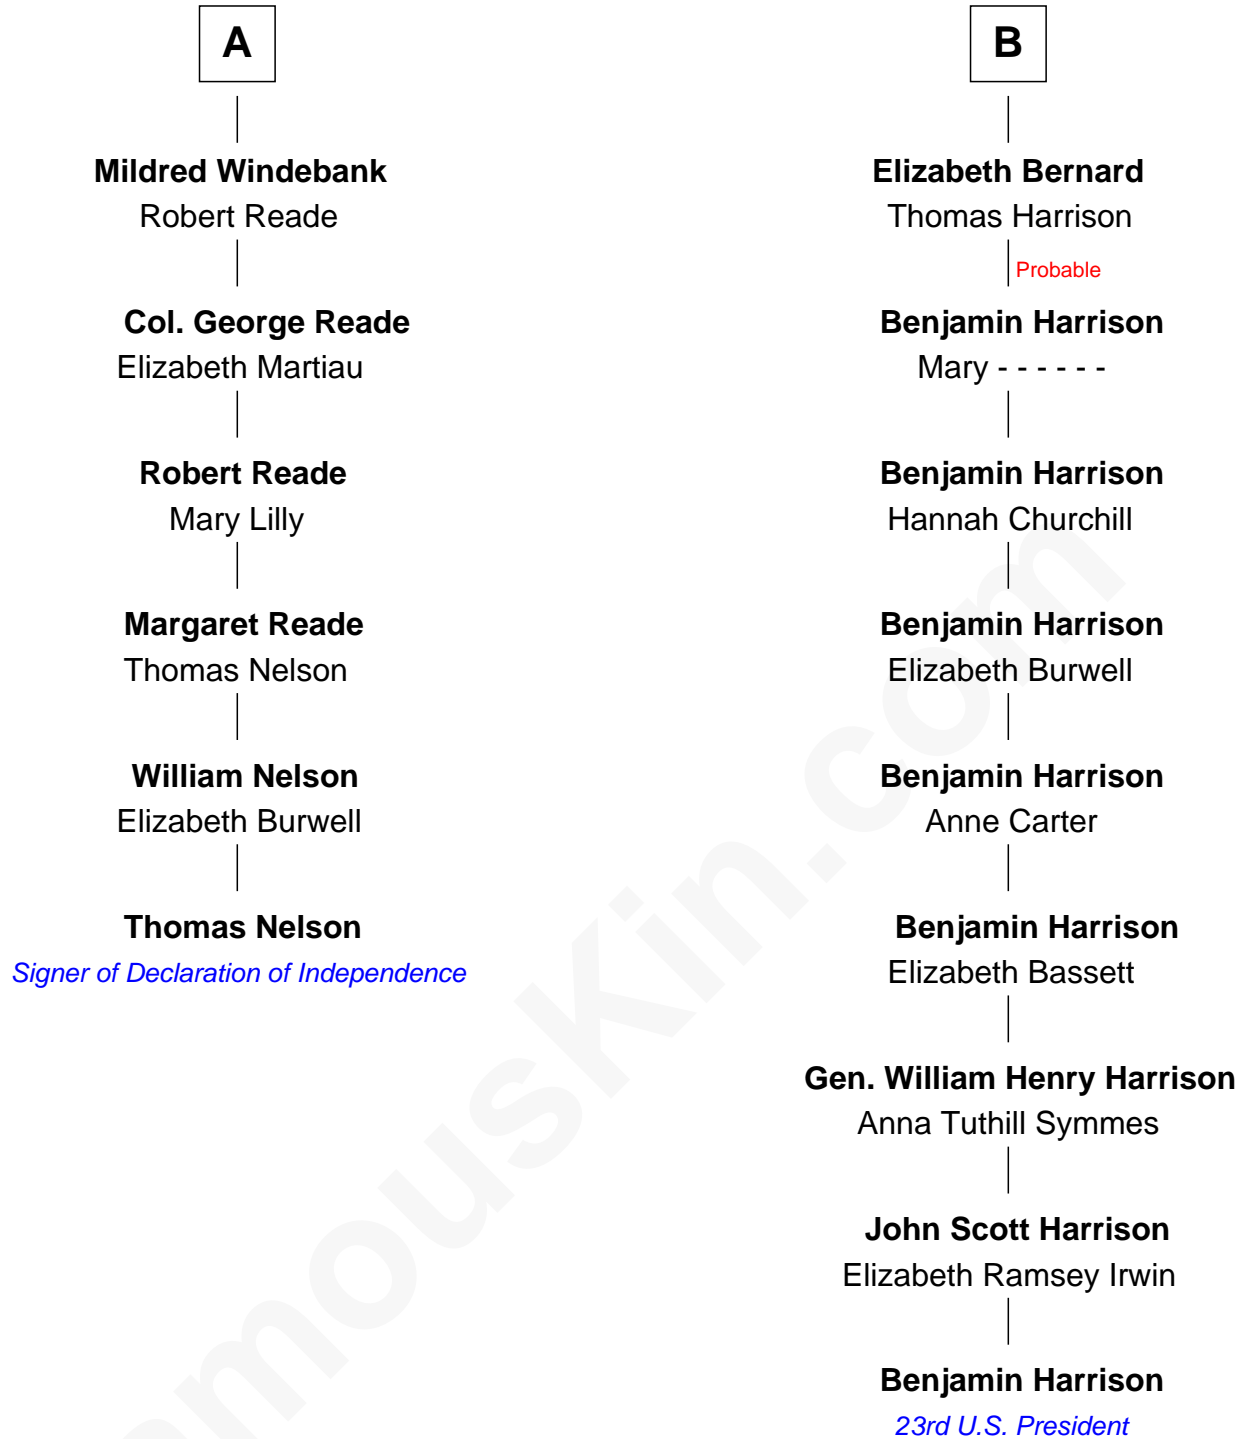 A
Mildred Windebank
Robert Reade
Col. George Reade
Elizabeth Martiau
Robert Reade
Mary Lilly
Margaret Reade
Thomas Nelson
William Nelson
Elizabeth Burwell
Thomas Nelson
Signer of Declaration of Independence
B
Elizabeth Bernard
Thomas Harrison
Probable
Benjamin Harrison
Mary - - - - - -
Benjamin Harrison
Hannah Churchill
Benjamin Harrison
Elizabeth Burwell
Benjamin Harrison
Anne Carter
Benjamin Harrison
Elizabeth Bassett
Gen. William Henry Harrison
Anna Tuthill Symmes
John Scott Harrison
Elizabeth Ramsey Irwin
Benjamin Harrison
23rd U.S. President
amouskin.com